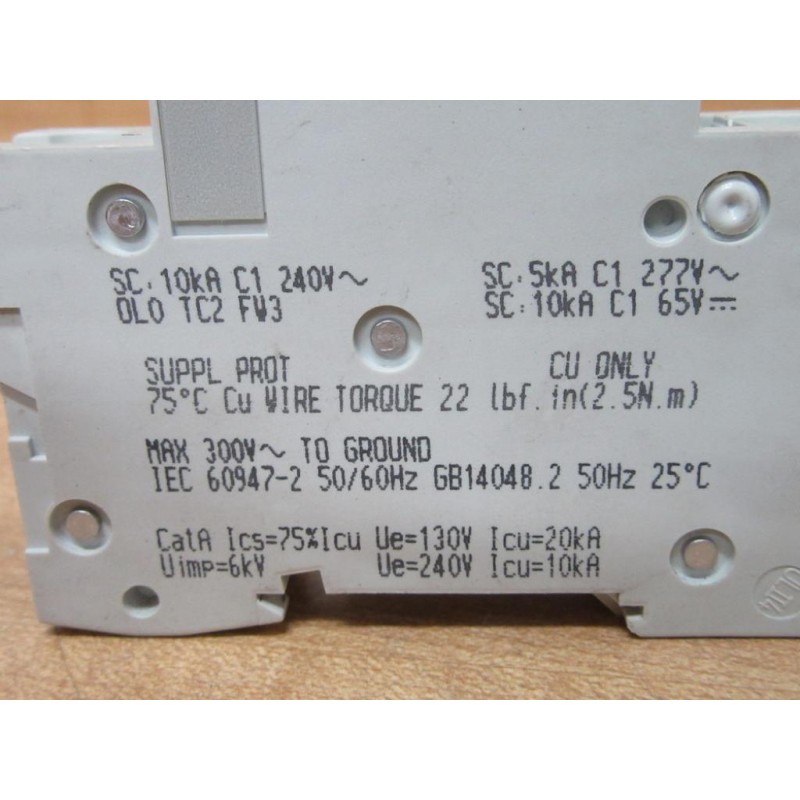 SC: 10kA C1 240V~
OL0 TC2 FW3
SC: 5kA C1 277V~
SC: 10kA C1 65V⎓
SUPPL PROT CU ONLY
75°C Cu WIRE TORQUE 22 lbf.in(2.5N.m)
MAX 300V~ TO GROUND
IEC 60947-2 50/60Hz GB14048.2 50Hz 25°C
CatA Ics=75%Icu Ue=130V Icu=20kA
Uimp=6kV Ue=240V Icu=10kA